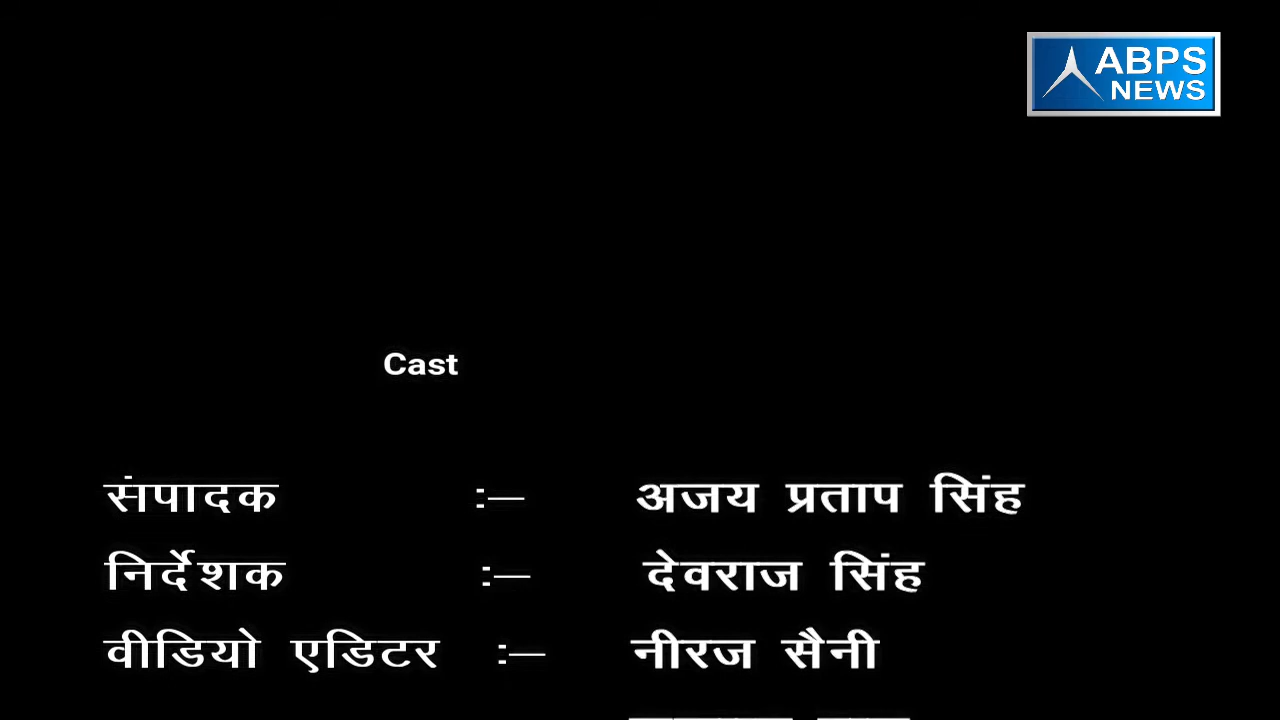 ABPS
NEWS
Cast
संपादक :— अजय प्रताप सिंह
निर्देशक :— देवराज सिंह
वीडियो एडिटर :— नीरज सैनी